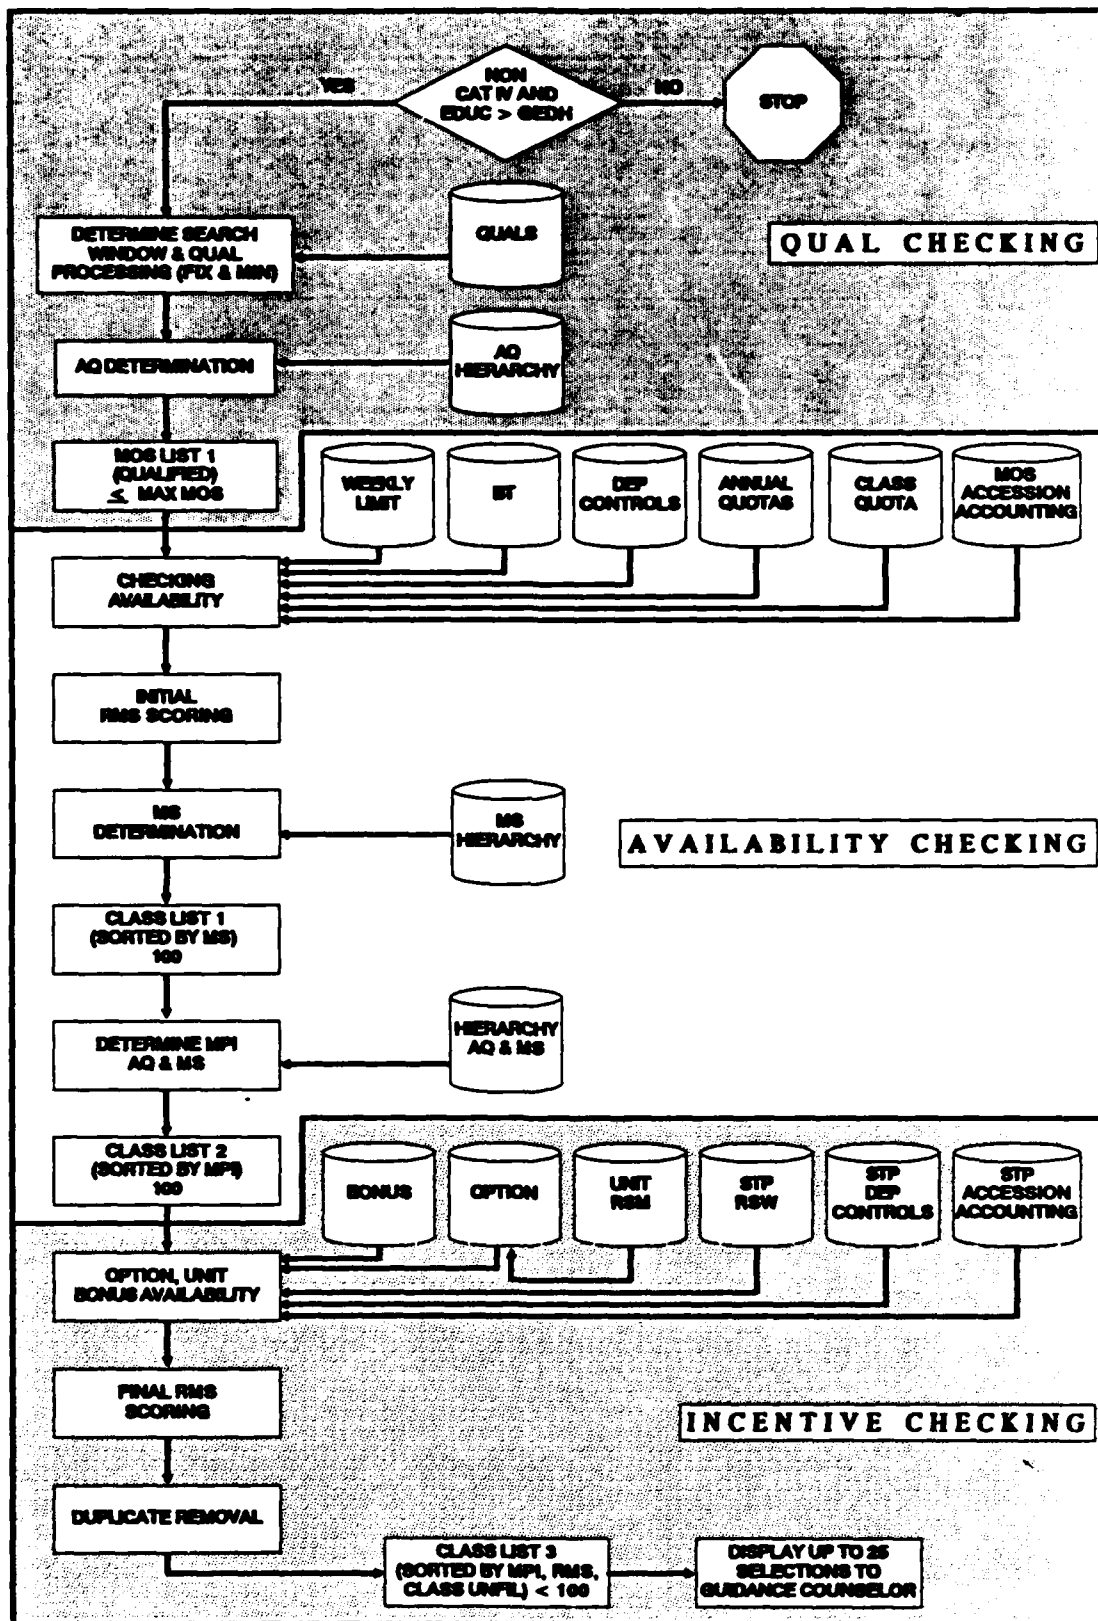 NON
CAT IV AND
EDUC > GEDH
YES
NO
STOP
DETERMINE SEARCH
WINDOW & QUAL
PROCESSING (FIX & MIN)
QUALS
QUAL CHECKING
AQ DETERMINATION
AQ
HIERARCHY
MOS LIST 1
(QUALIFIED)
≤ MAX MOS
WEEKLY
LIMIT
BT
DEP
CONTROLS
ANNUAL
QUOTAS
CLASS
QUOTA
MOS
ACCESSION
ACCOUNTING
CHECKING
AVAILABILITY
INITIAL
RMS SCORING
MS
DETERMINATION
MS
HIERARCHY
AVAILABILITY CHECKING
CLASS LIST 1
(SORTED BY MS)
100
DETERMINE MPI
AQ & MS
HIERARCHY
AQ & MS
CLASS LIST 2
(SORTED BY MPI)
100
BONUS
OPTION
UNIT
RSM
STP
RSW
STP
DEP
CONTROLS
STP
ACCESSION
ACCOUNTING
OPTION, UNIT
BONUS AVAILABILITY
FINAL RMS
SCORING
INCENTIVE CHECKING
DUPLICATE REMOVAL
CLASS LIST 3
(SORTED BY MPI, RMS,
CLASS UNFIL) < 100
DISPLAY UP TO 25
SELECTIONS TO
GUIDANCE COUNSELOR